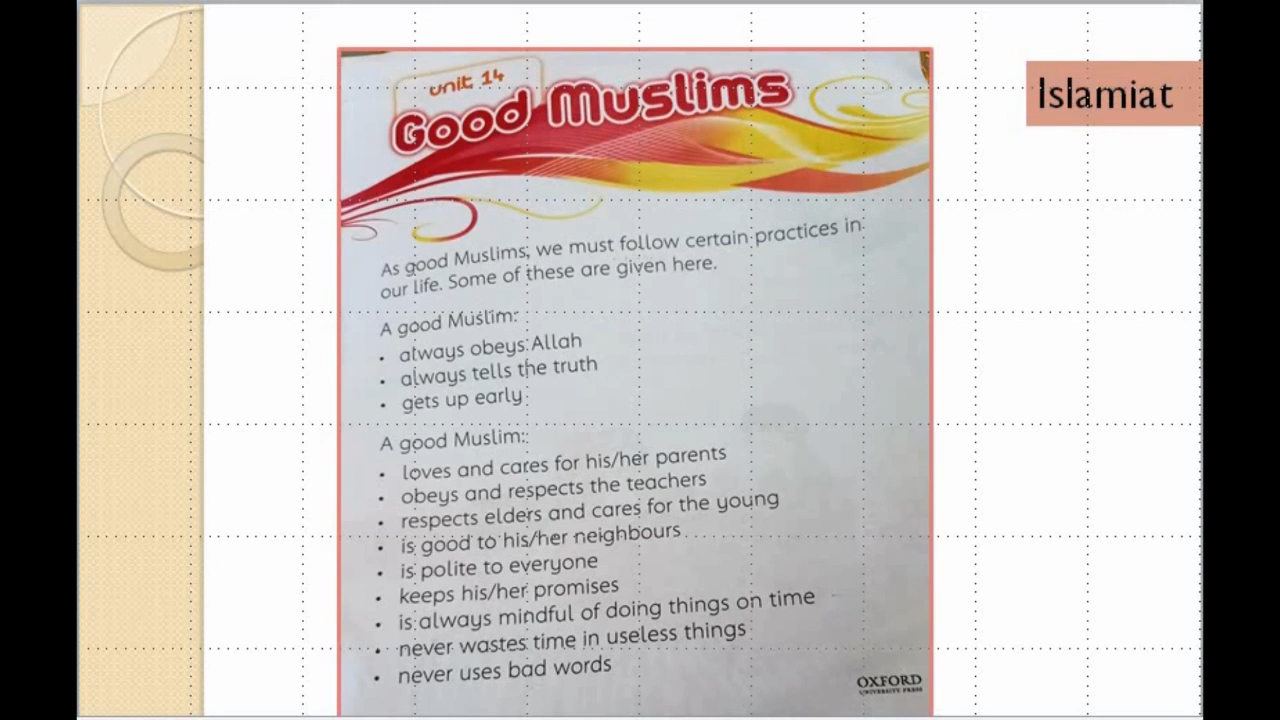 Islamiat
unit 14
Good Muslims
As good Muslims, we must follow certain practices in
our life. Some of these are given here.
A good Muslim:
• always obeys Allah
• always tells the truth
• gets up early
A good Muslim:
• loves and cares for his/her parents
• obeys and respects the teachers
• respects elders and cares for the young
• is good to his/her neighbours
• is polite to everyone
• keeps his/her promises
• is always mindful of doing things on time
• never wastes time in useless things
• never uses bad words
OXFORD
UNIVERSITY PRESS